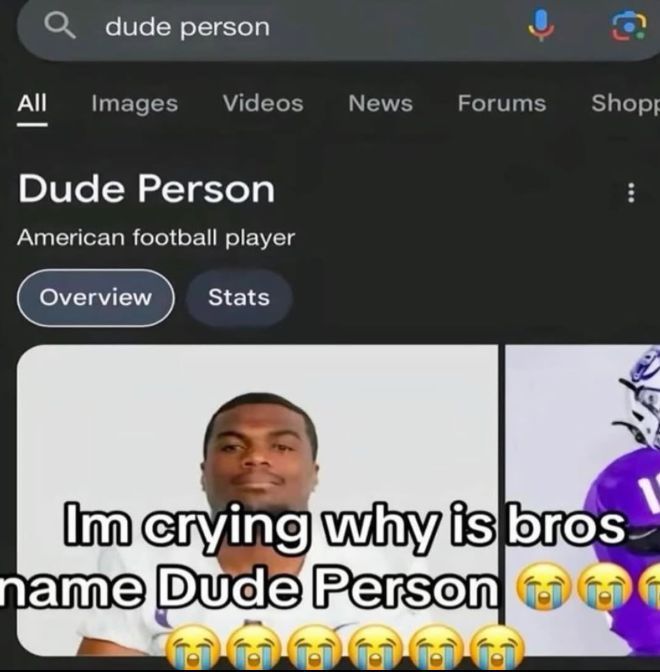 dude person
All Images Videos News Forums Shopp
Dude Person
American football player
Overview Stats
Im crying why is bros
name Dude Person 😭😭😭
😭😭😭😭😭😭